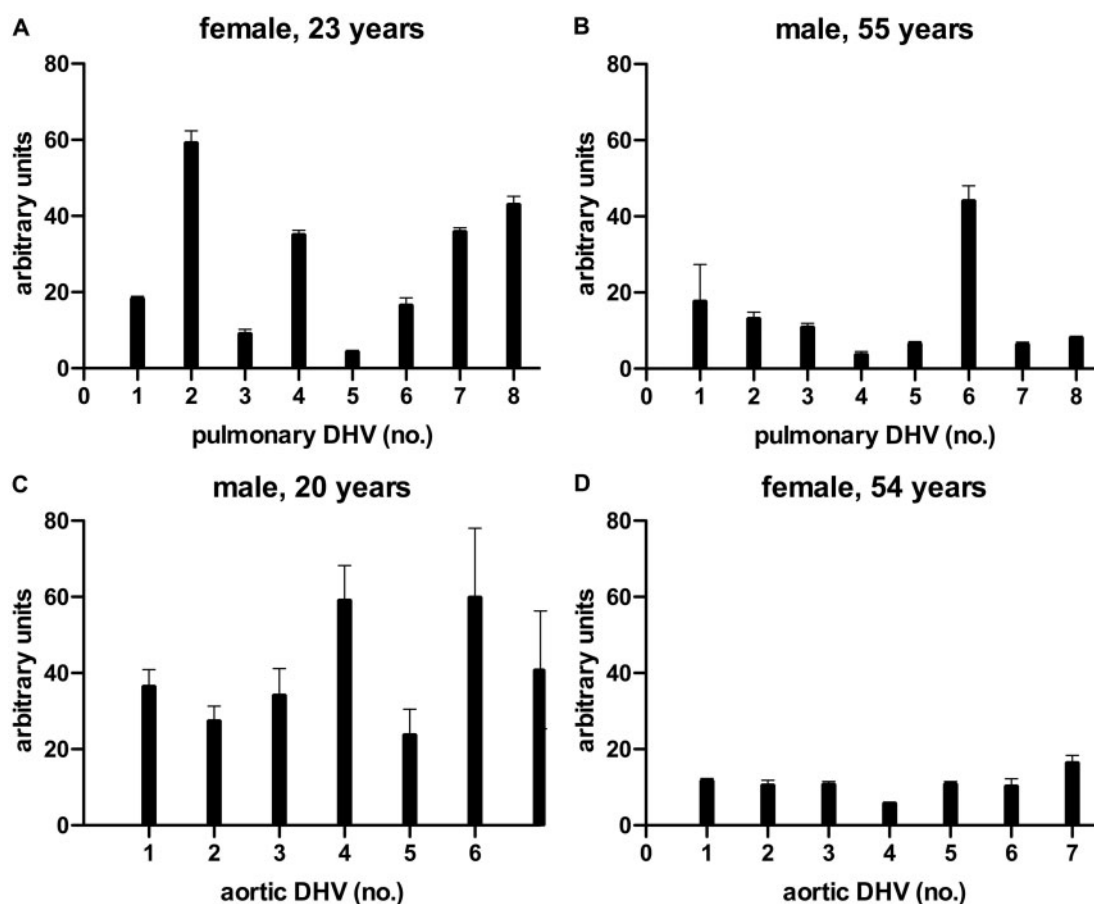 A
female, 23 years
80
60
40
20
0
arbitrary units
0 1 2 3 4 5 6 7 8
pulmonary DHV (no.)
B
male, 55 years
80
60
40
20
0
arbitrary units
0 1 2 3 4 5 6 7 8
pulmonary DHV (no.)
C
male, 20 years
80
60
40
20
0
arbitrary units
1 2 3 4 5 6
aortic DHV (no.)
D
female, 54 years
80
60
40
20
0
arbitrary units
0 1 2 3 4 5 6 7
aortic DHV (no.)